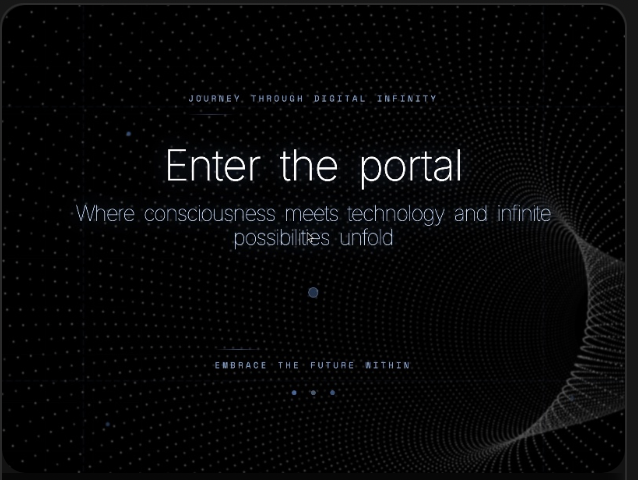 JOURNEY THROUGH DIGITAL INFINITY
Enter the portal
Where consciousness meets technology and infinite
possibilities unfold
EMBRACE THE FUTURE WITHIN